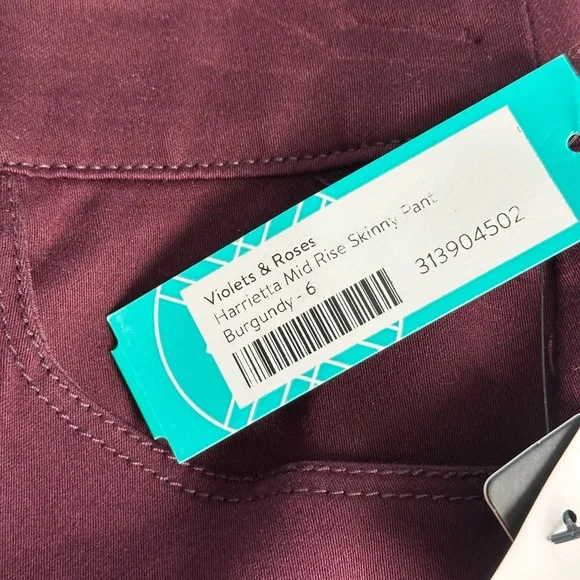 Violets & Roses
Harrietta Mid Rise Skinny Pant
Burgundy - 6
313904502